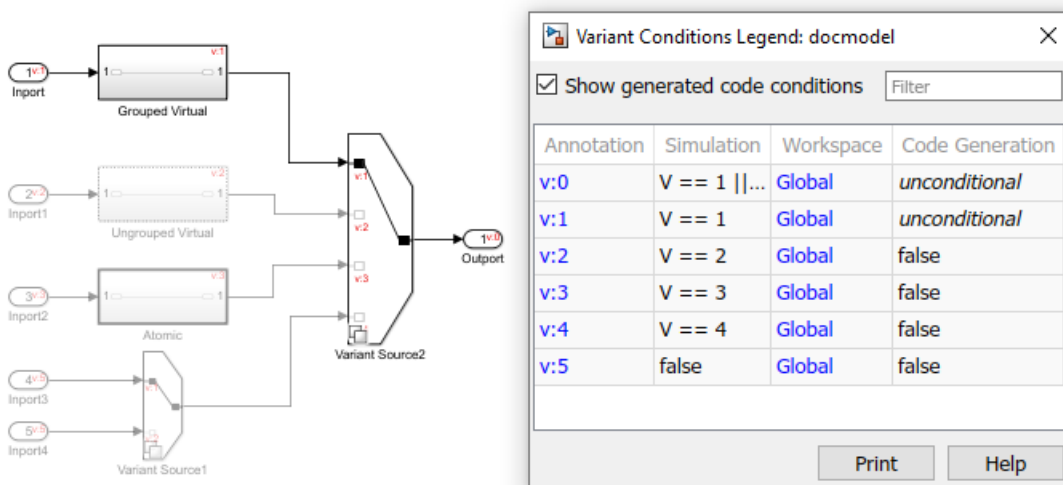 1 v:1
Inport
v:1
1 1
Grouped Virtual
2 v:2
Inport1
v:2
1 1
Ungrouped Virtual
3 v:3
Inport2
v:3
1 1
Atomic
4 v:5
Inport3
5 v:5
Inport4
v:1
v:2
Variant Source1
v:1
v:2
v:3
Variant Source2
1 v:0
Outport
Variant Conditions Legend: docmodel
Show generated code conditions Filter
Annotation Simulation Workspace Code Generation
v:0 V == 1 ||... Global unconditional
v:1 V == 1 Global unconditional
v:2 V == 2 Global false
v:3 V == 3 Global false
v:4 V == 4 Global false
v:5 false Global false
Print Help